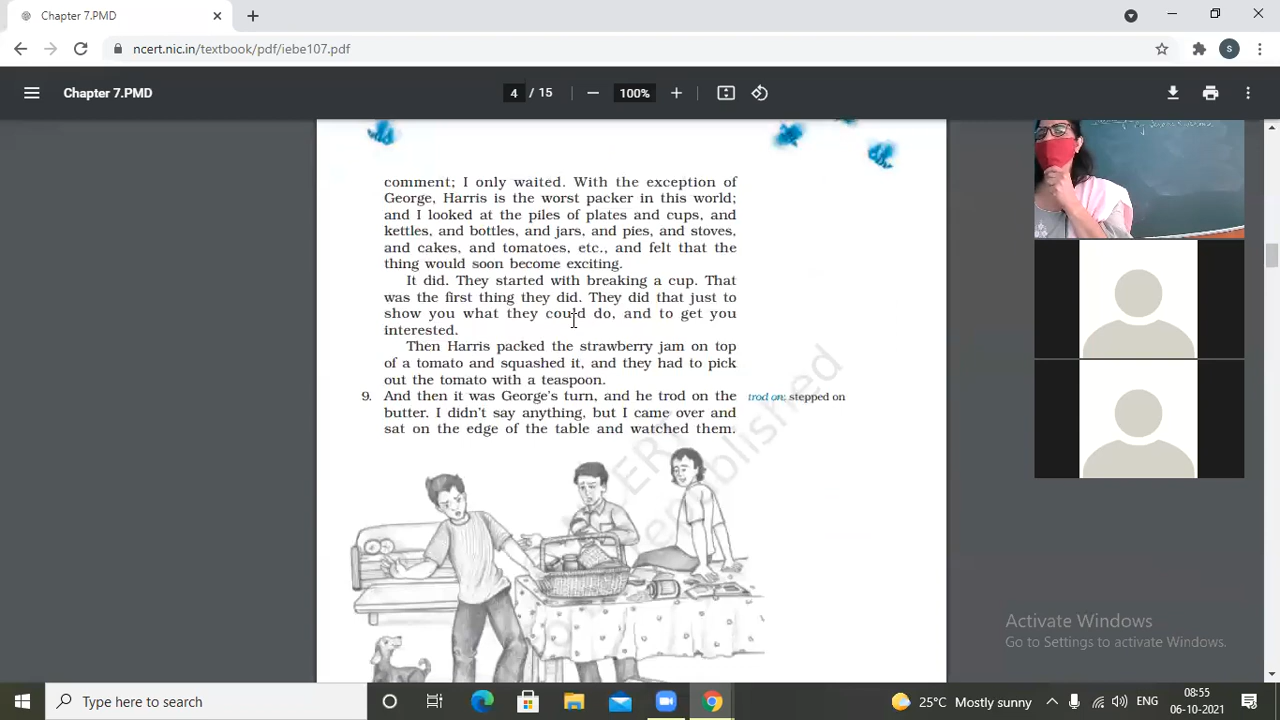 Chapter 7.PMD
ncert.nic.in/textbook/pdf/iebe107.pdf
S
Chapter 7.PMD
4 / 15
100%
comment; I only waited. With the exception of
George, Harris is the worst packer in this world;
and I looked at the piles of plates and cups, and
kettles, and bottles, and jars, and pies, and stoves,
and cakes, and tomatoes, etc., and felt that the
thing would soon become exciting.
It did. They started with breaking a cup. That
was the first thing they did. They did that just to
show you what they could do, and to get you
interested.
Then Harris packed the strawberry jam on top
of a tomato and squashed it, and they had to pick
out the tomato with a teaspoon.
9. And then it was George's turn, and he trod on the
butter. I didn't say anything, but I came over and
sat on the edge of the table and watched them.
trod on: stepped on
Activate Windows
Go to Settings to activate Windows.
Type here to search
25°C Mostly sunny
ENG
08:55
06-10-2021